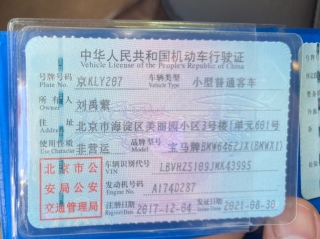 中华人民共和国机动车行驶证
Vehicle License of the People's Republic of China
号牌号码 京KLY207 车辆类型 小型普通客车
Plate No. Vehicle Type
所有人 刘禹繁
Owner
住址 北京市海淀区美丽园小区3号楼1单元601号
Address
使用性质 非营运 品牌型号 宝马牌BMW6462JX(BMWX1)
Use Character Model
北京市公 车辆识别代号 LBVHZ5109JMK43995
安局公安 VIN
发动机号码 A1740287
Engine No.
交通管理局 注册日期 2017-12-04 发证日期 2021-08-30
Register Date Issue Date